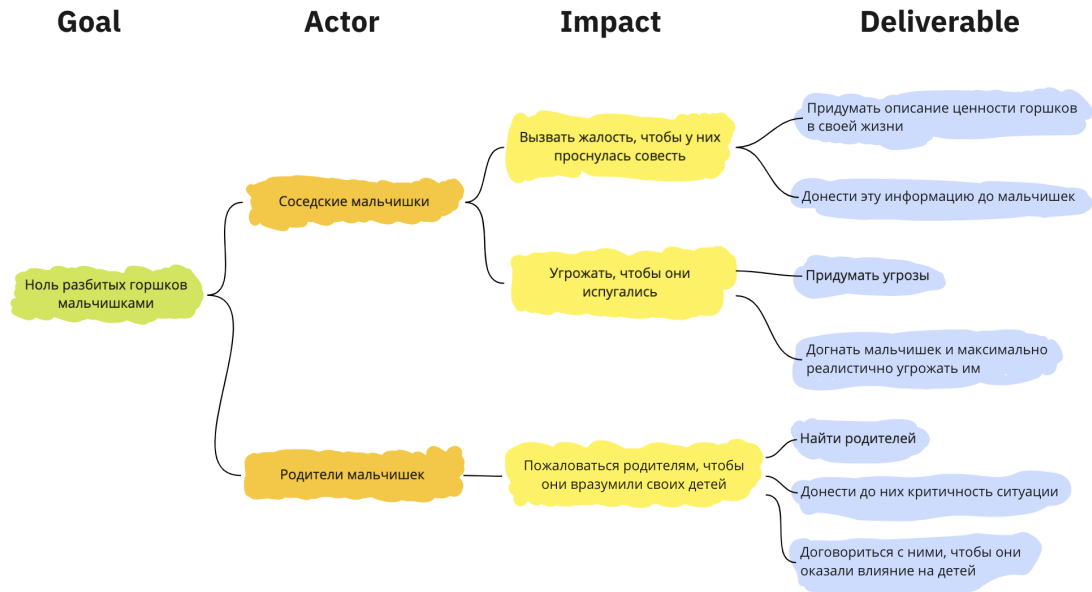 Goal
Actor
Impact
Deliverable
Ноль разбитых горшков
мальчишками
Соседские мальчишки
Родители мальчишек
Вызвать жалость, чтобы у них
проснулась совесть
Угрожать, чтобы они
испугались
Пожаловаться родителям, чтобы
они вразумили своих детей
Придумать описание ценности горшков
в своей жизни
Донести эту информацию до мальчишек
Придумать угрозы
Догнать мальчишек и максимально
реалистично угрожать им
Найти родителей
Донести до них критичность ситуации
Договориться с ними, чтобы они
оказали влияние на детей